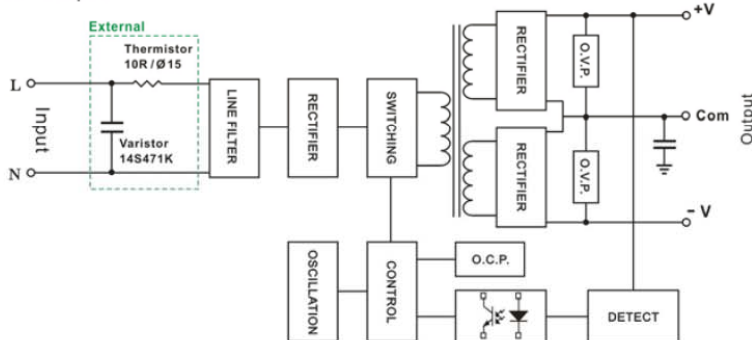 External
Thermistor
10R/Ø15
L
Input
Varistor
14S471K
N
LINE FILTER
RECTIFIER
SWITCHING
RECTIFIER
RECTIFIER
O.V.P.
O.V.P.
+V
Com
Output
- V
OSCILLATION
CONTROL
O.C.P.
DETECT